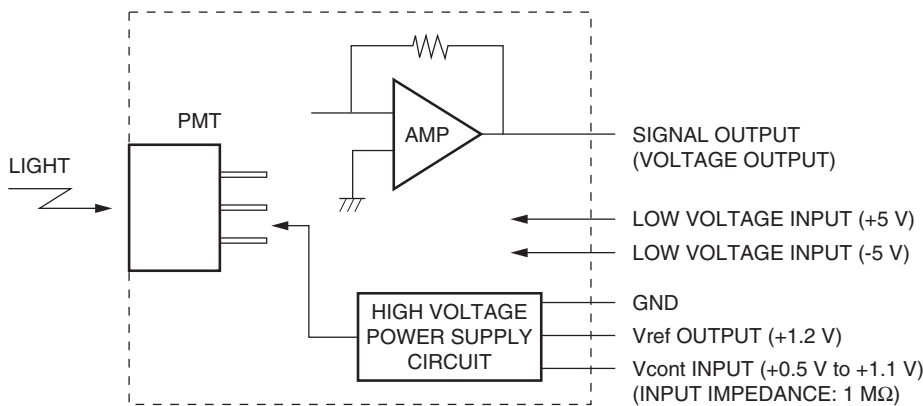 PMT
LIGHT
AMP
SIGNAL OUTPUT
(VOLTAGE OUTPUT)
LOW VOLTAGE INPUT (+5 V)
LOW VOLTAGE INPUT (-5 V)
HIGH VOLTAGE
POWER SUPPLY
CIRCUIT
GND
Vref OUTPUT (+1.2 V)
Vcont INPUT (+0.5 V to +1.1 V)
(INPUT IMPEDANCE: 1 MΩ)